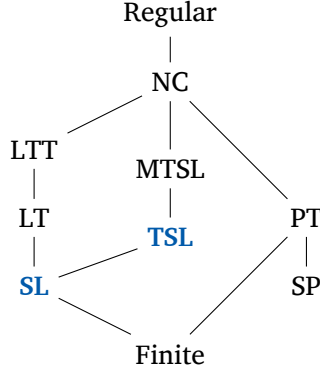 Regular
NC
LTT
MTSL
LT
PT
TSL
SL
SP
Finite